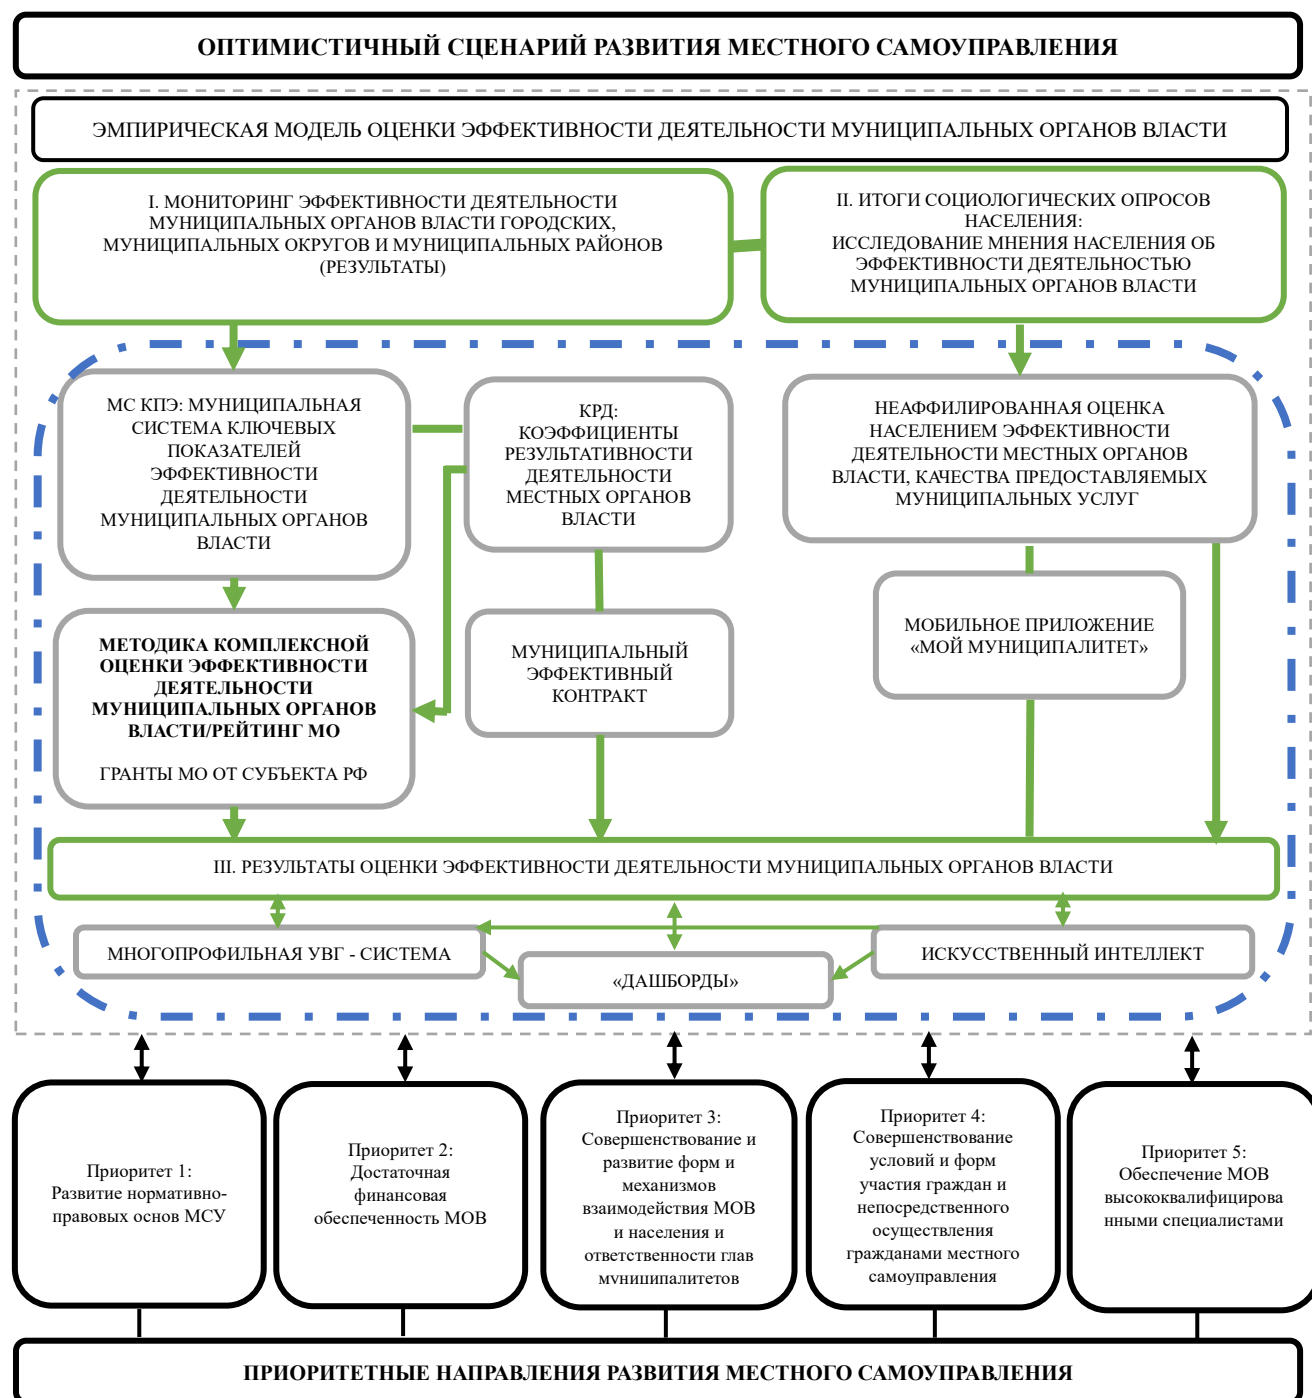 ОПТИМИСТИЧНЫЙ СЦЕНАРИЙ РАЗВИТИЯ МЕСТНОГО САМОУПРАВЛЕНИЯ
ЭМПИРИЧЕСКАЯ МОДЕЛЬ ОЦЕНКИ ЭФФЕКТИВНОСТИ ДЕЯТЕЛЬНОСТИ МУНИЦИПАЛЬНЫХ ОРГАНОВ ВЛАСТИ
I. МОНИТОРИНГ ЭФФЕКТИВНОСТИ ДЕЯТЕЛЬНОСТИ
МУНИЦИПАЛЬНЫХ ОРГАНОВ ВЛАСТИ ГОРОДСКИХ,
МУНИЦИПАЛЬНЫХ ОКРУГОВ И МУНИЦИПАЛЬНЫХ РАЙОНОВ
(РЕЗУЛЬТАТЫ)
II. ИТОГИ СОЦИОЛОГИЧЕСКИХ ОПРОСОВ
НАСЕЛЕНИЯ:
ИССЛЕДОВАНИЕ МНЕНИЯ НАСЕЛЕНИЯ ОБ
ЭФФЕКТИВНОСТИ ДЕЯТЕЛЬНОСТЬЮ
МУНИЦИПАЛЬНЫХ ОРГАНОВ ВЛАСТИ
МС КПЭ: МУНИЦИПАЛЬНАЯ
СИСТЕМА КЛЮЧЕВЫХ
ПОКАЗАТЕЛЕЙ
ЭФФЕКТИВНОСТИ
ДЕЯТЕЛЬНОСТИ
МУНИЦИПАЛЬНЫХ ОРГАНОВ
ВЛАСТИ
КРД:
КОЭФФИЦИЕНТЫ
РЕЗУЛЬТАТИВНОСТИ
ДЕЯТЕЛЬНОСТИ
МЕСТНЫХ ОРГАНОВ
ВЛАСТИ
НЕАФФИЛИРОВАННАЯ ОЦЕНКА
НАСЕЛЕНИЕМ ЭФФЕКТИВНОСТИ
ДЕЯТЕЛЬНОСТИ МЕСТНЫХ ОРГАНОВ
ВЛАСТИ, КАЧЕСТВА ПРЕДОСТАВЛЯЕМЫХ
МУНИЦИПАЛЬНЫХ УСЛУГ
МЕТОДИКА КОМПЛЕКСНОЙ
ОЦЕНКИ ЭФФЕКТИВНОСТИ
ДЕЯТЕЛЬНОСТИ
МУНИЦИПАЛЬНЫХ ОРГАНОВ
ВЛАСТИ/РЕЙТИНГ МО
ГРАНТЫ МО ОТ СУБЪЕКТА РФ
МУНИЦИПАЛЬНЫЙ
ЭФФЕКТИВНЫЙ
КОНТРАКТ
МОБИЛЬНОЕ ПРИЛОЖЕНИЕ
«МОЙ МУНИЦИПАЛИТЕТ»
III. РЕЗУЛЬТАТЫ ОЦЕНКИ ЭФФЕКТИВНОСТИ ДЕЯТЕЛЬНОСТИ МУНИЦИПАЛЬНЫХ ОРГАНОВ ВЛАСТИ
МНОГОПРОФИЛЬНАЯ УВГ - СИСТЕМА
«ДАШБОРДЫ»
ИСКУССТВЕННЫЙ ИНТЕЛЛЕКТ
Приоритет 1:
Развитие нормативно-
правовых основ МСУ
Приоритет 2:
Достаточная
финансовая
обеспеченность МОВ
Приоритет 3:
Совершенствование и
развитие форм и
механизмов
взаимодействия МОВ
и населения и
ответственности глав
муниципалитетов
Приоритет 4:
Совершенствование
условий и форм
участия граждан и
непосредственного
осуществления
гражданами местного
самоуправления
Приоритет 5:
Обеспечение МОВ
высококвалифицирова
нными специалистами
ПРИОРИТЕТНЫЕ НАПРАВЛЕНИЯ РАЗВИТИЯ МЕСТНОГО САМОУПРАВЛЕНИЯ